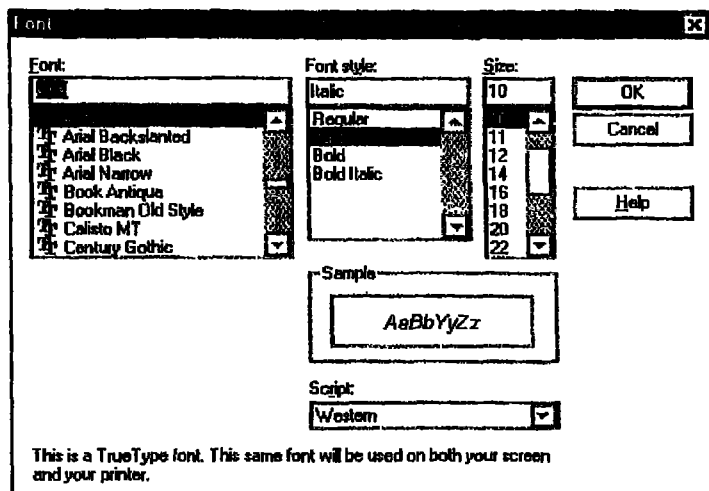 Font
Font:
Font style:
Italic
Regular
Bold
Bold Italic
Size:
10
11
12
14
16
18
20
22
OK
Cancel
Help
Arial Backslanted
Arial Black
Arial Narrow
Book Antiqua
Bookman Old Style
Calisto MT
Century Gothic
Sample
AaBbYyZz
Script:
Western
This is a TrueType font. This same font will be used on both your screen
and your printer.